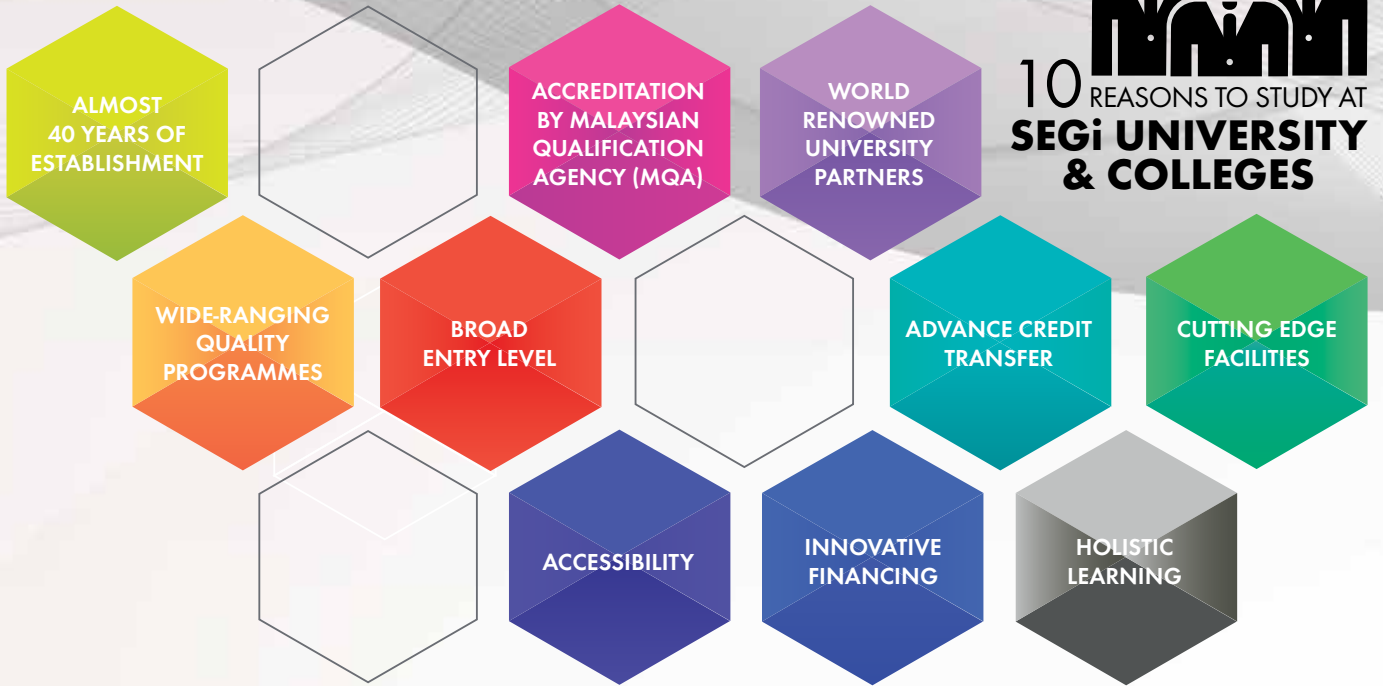 10 REASONS TO STUDY AT
SEGi UNIVERSITY
& COLLEGES
ALMOST
40 YEARS OF
ESTABLISHMENT
ACCREDITATION
BY MALAYSIAN
QUALIFICATION
AGENCY (MQA)
WORLD
RENOWNED
UNIVERSITY
PARTNERS
WIDE-RANGING
QUALITY
PROGRAMMES
BROAD
ENTRY LEVEL
ADVANCE CREDIT
TRANSFER
CUTTING EDGE
FACILITIES
ACCESSIBILITY
INNOVATIVE
FINANCING
HOLISTIC
LEARNING